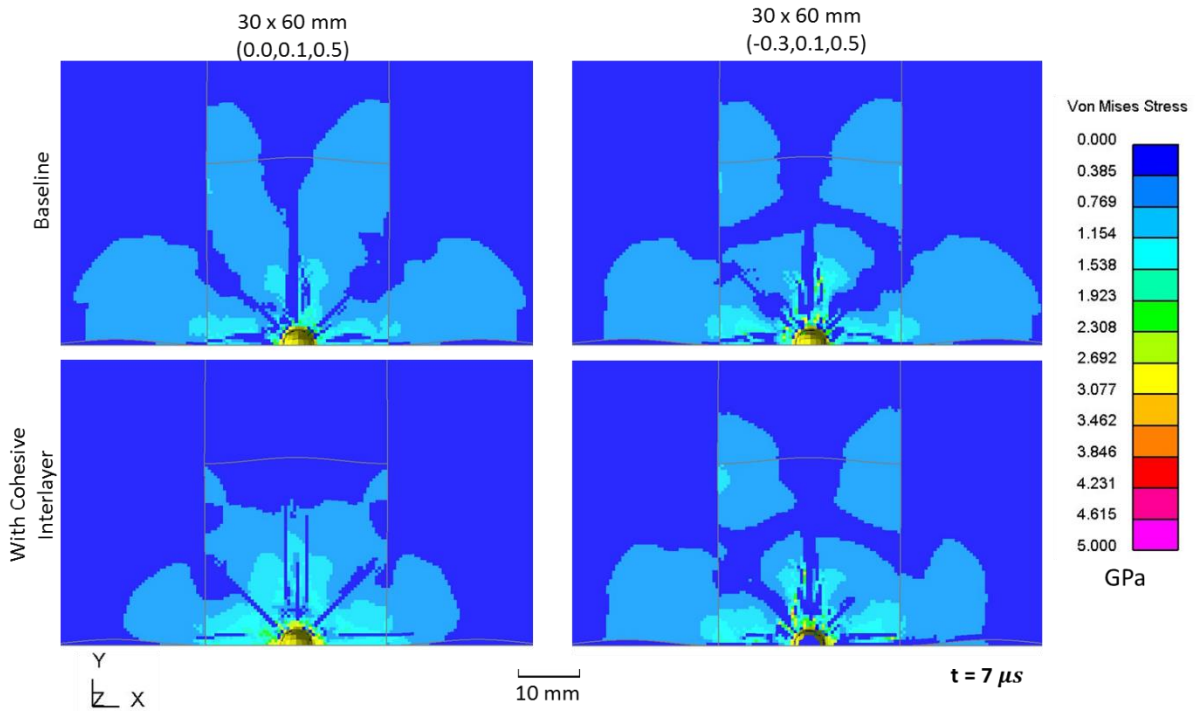 30 x 60 mm
(0.0,0.1,0.5)
30 x 60 mm
(-0.3,0.1,0.5)
Baseline
With Cohesive
Interlayer
Von Mises Stress
0.000
0.385
0.769
1.154
1.538
1.923
2.308
2.692
3.077
3.462
3.846
4.231
4.615
5.000
GPa
Y
Z X
10 mm
t = 7 μs